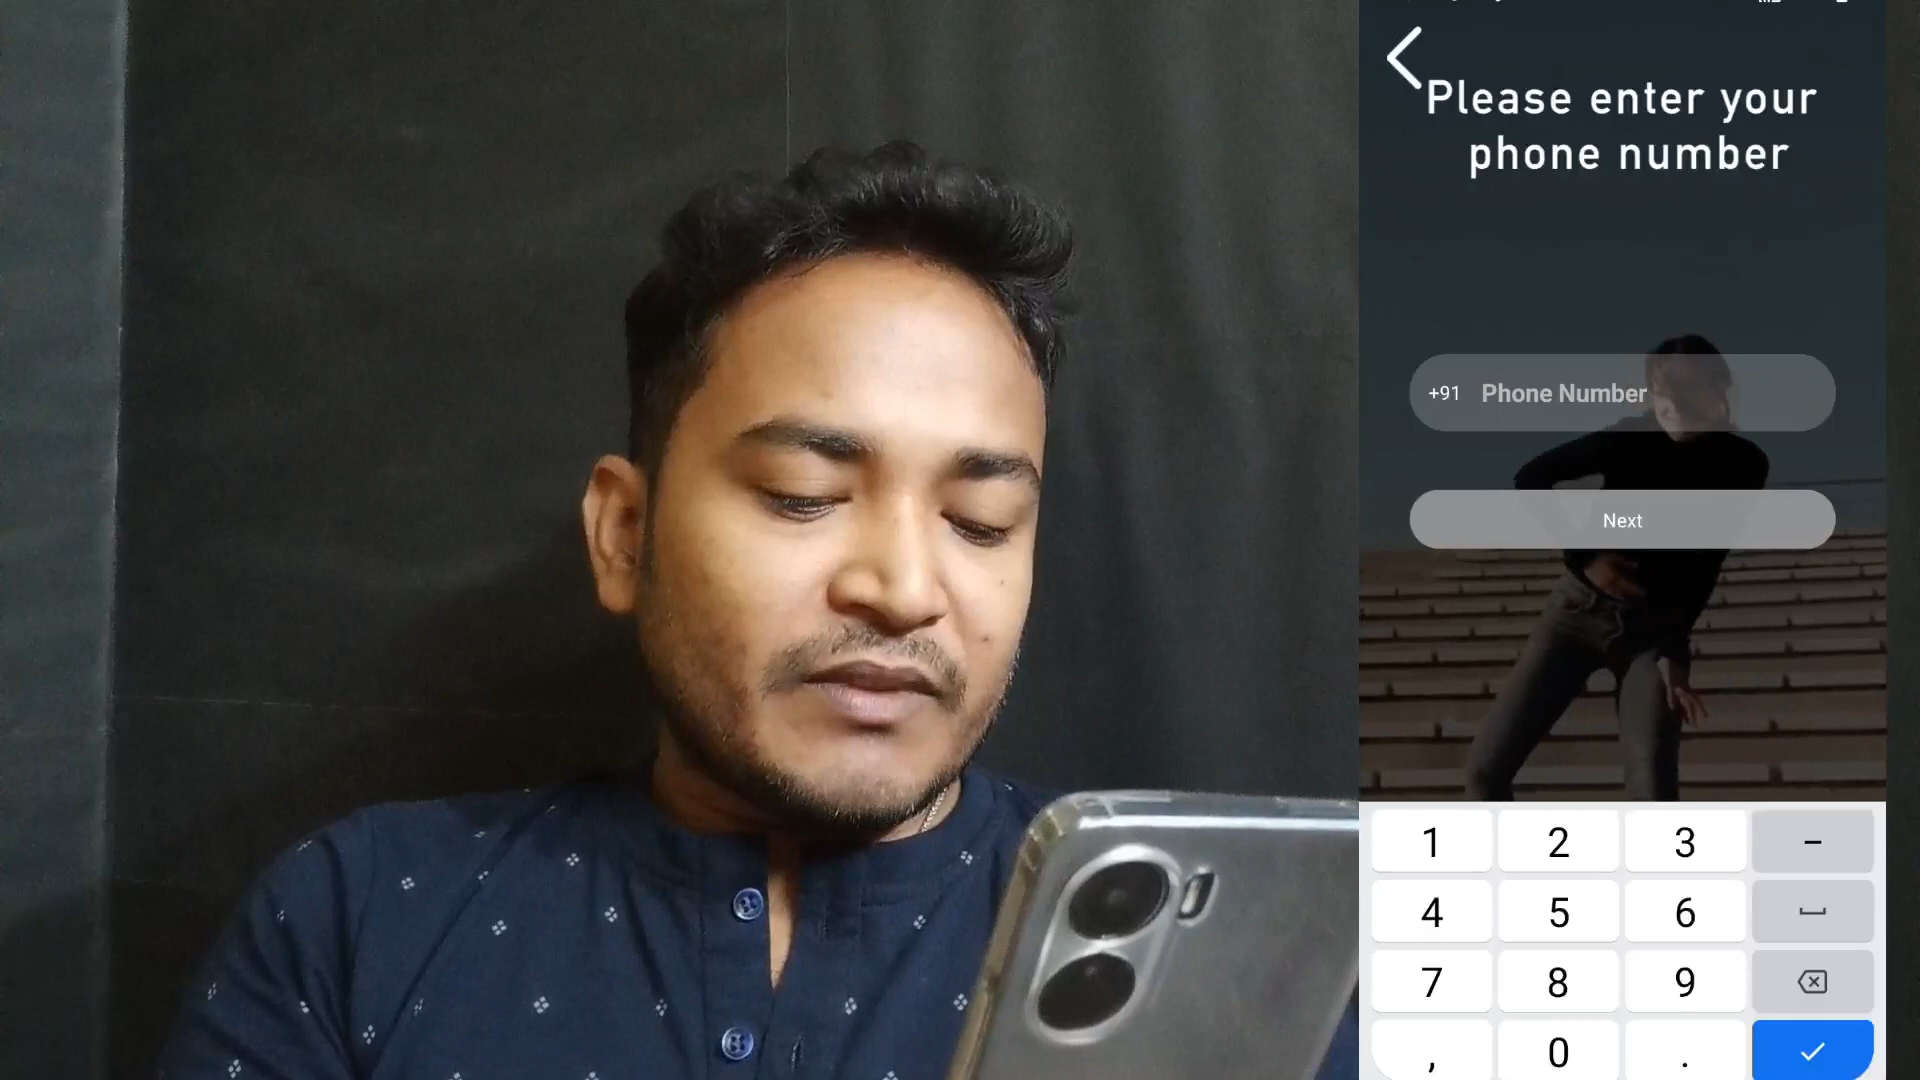 Please enter your
phone number
+91 Phone Number
Next
1 2 3 -
4 5 6
7 8 9
, 0 .